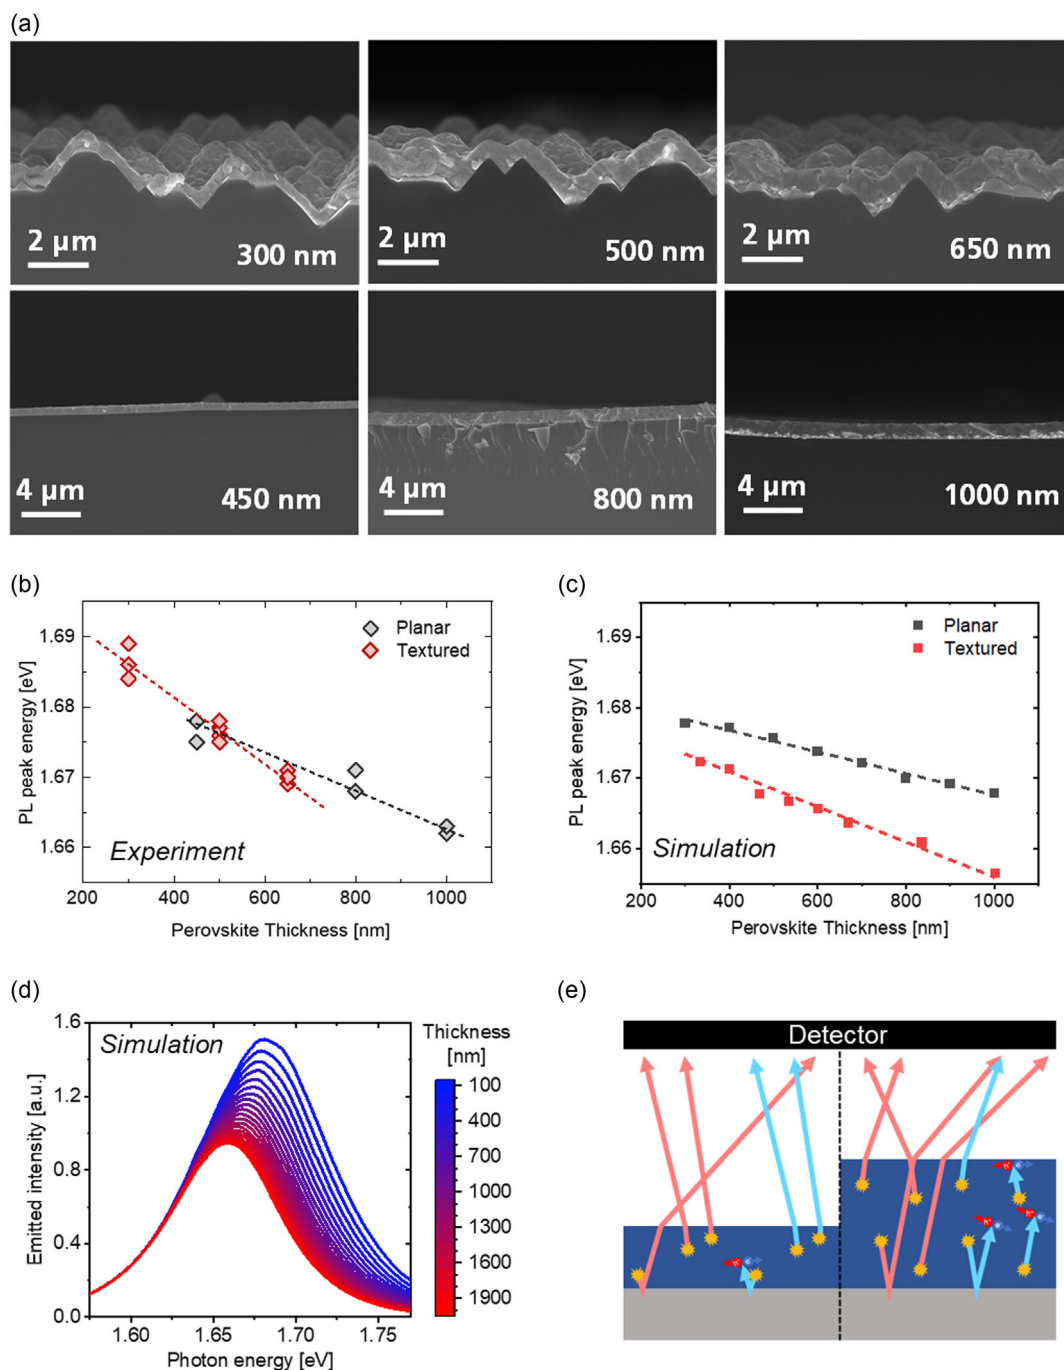 (a)
2 µm
300 nm
2 µm
500 nm
2 µm
650 nm
4 µm
450 nm
4 µm
800 nm
4 µm
1000 nm
(b)
PL peak energy [eV]
1.69
1.68
1.67
1.66
Planar
Textured
Experiment
200 400 600 800 1000
Perovskite Thickness [nm]
(c)
PL peak energy [eV]
1.69
1.68
1.67
1.66
Planar
Textured
Simulation
200 400 600 800 1000
Perovskite Thickness [nm]
(d)
Emitted intensity [a.u.]
1.6
1.2
0.8
0.4
0.0
Simulation
Thickness
[nm]
100
400
700
1000
1300
1600
1900
1.60 1.65 1.70 1.75
Photon energy [eV]
(e)
Detector